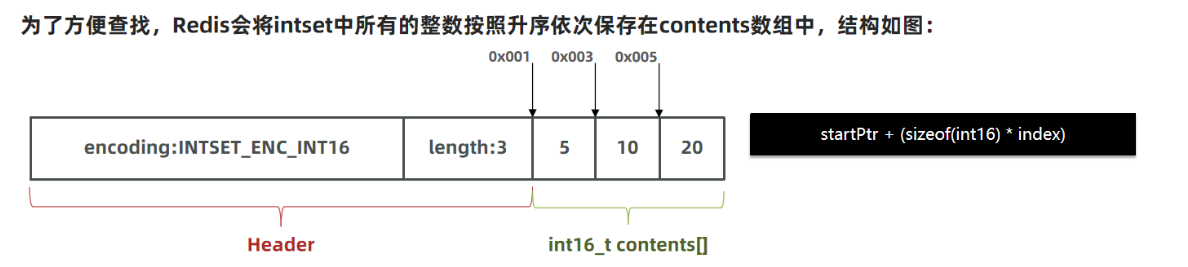 为了方便查找，Redis会将intset中所有的整数按照升序依次保存在contents数组中，结构如图：
0x001 0x003 0x005
encoding:INTSET_ENC_INT16 length:3 5 10 20
startPtr + (sizeof(int16) * index)
Header
int16_t contents[]